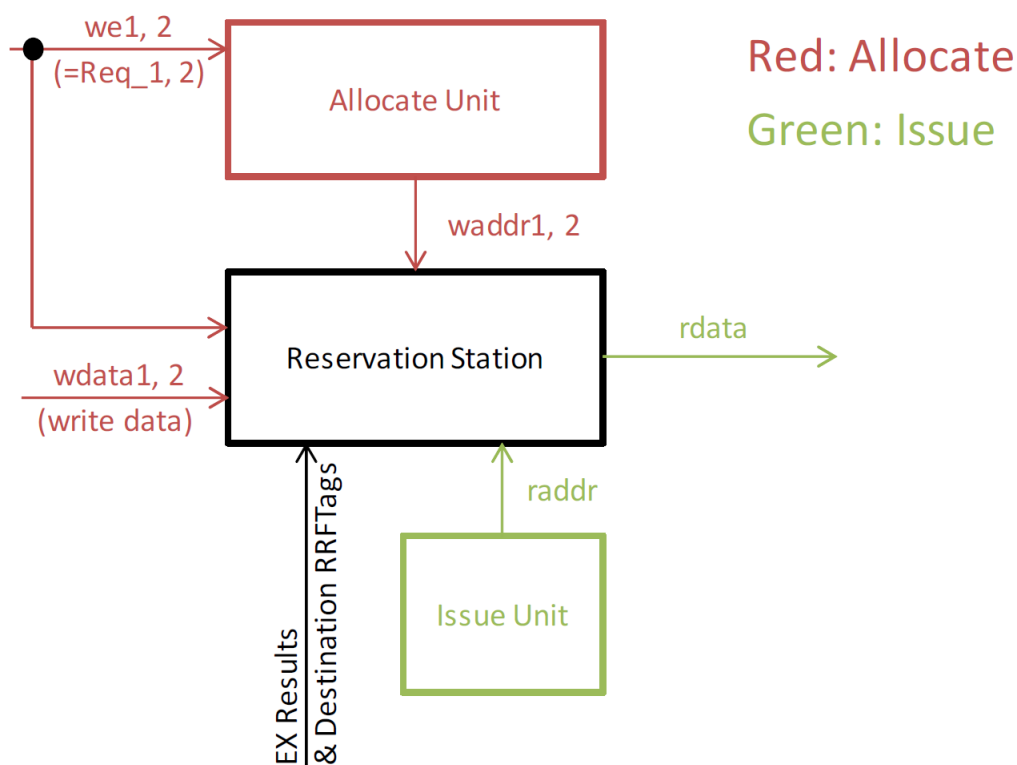 we1, 2
(=Req_1, 2)
Allocate Unit
Red: Allocate
Green: Issue
waddr1, 2
Reservation Station
rdata
wdata1, 2
(write data)
raddr
Issue Unit
EX Results
& Destination RRFTags